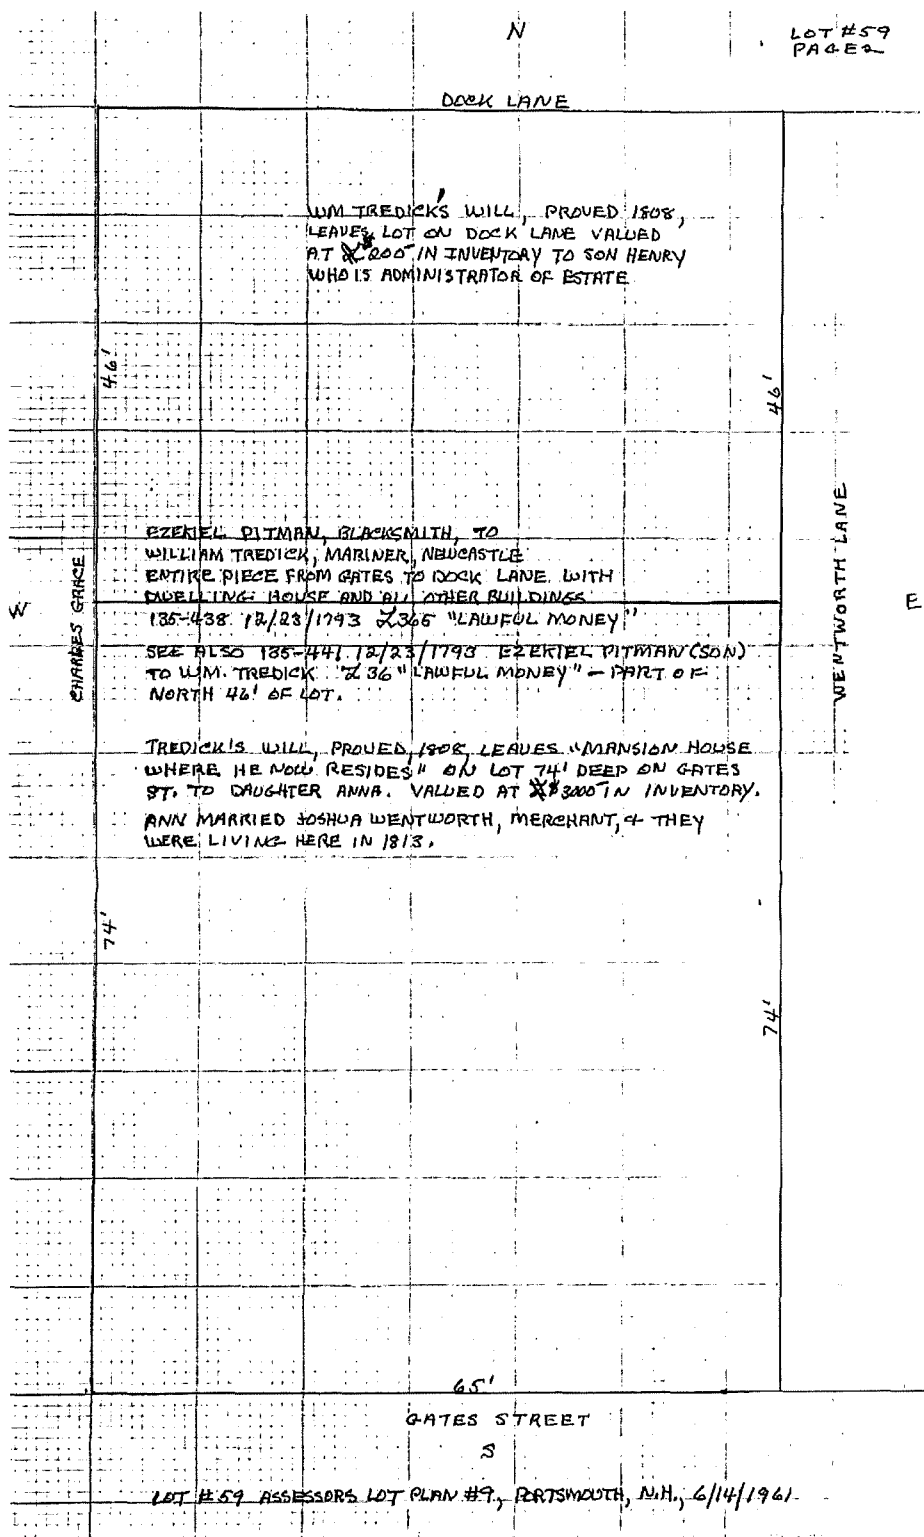 N
LOT #59
PAGE 2
DOCK LANE
WM TREDICK'S WILL, PROVED 1808,
LEAVES LOT ON DOCK LANE VALUED
AT $200 IN INVENTORY TO SON HENRY
WHO IS ADMINISTRATOR OF ESTATE
46'
46'
EZEKIEL PITMAN, BLACKSMITH, TO
WILLIAM TREDICK, MARINER, NEWCASTLE
ENTIRE PIECE FROM GATES TO DOCK LANE WITH
DWELLING HOUSE AND ALL OTHER BUILDINGS
135-438 12/23/1793 £365 "LAWFUL MONEY"
SEE ALSO 135-441 12/23/1793 EZEKIEL PITMAN (SON)
TO WM. TREDICK "£36 "LAWFUL MONEY" - PART OF
NORTH 46' OF LOT.
CHARLES GRACE
W
WENTWORTH LANE
E
TREDICK'S WILL, PROVED, 1808, LEAVES "MANSION HOUSE
WHERE HE NOW RESIDES" ON LOT 74' DEEP ON GATES
ST. TO DAUGHTER ANNA. VALUED AT $3000 IN INVENTORY.
ANN MARRIED JOSHUA WENTWORTH, MERCHANT, & THEY
WERE LIVING HERE IN 1813.
74'
74'
65'
GATES STREET
S
LOT #59 ASSESSORS LOT PLAN #9, PORTSMOUTH, N.H., 6/14/1961